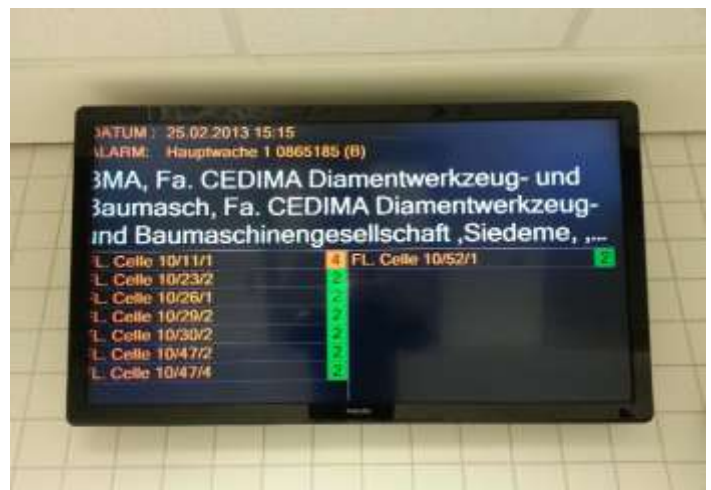 DATUM : 25.02.2013 15:15
ALARM: Hauptwache 1 0865185 (B)
BMA, Fa. CEDIMA Diamentwerkzeug- und
Baumasch, Fa. CEDIMA Diamentwerkzeug-
und Baumaschinengesellschaft ,Siedeme, ,...
FL. Celle 10/11/1 4 FL. Celle 10/52/1 2
FL. Celle 10/23/2 2
FL. Celle 10/26/1 2
FL. Celle 10/29/2 2
FL. Celle 10/30/2 2
FL. Celle 10/47/2 2
FL. Celle 10/47/4 2
PHILIPS